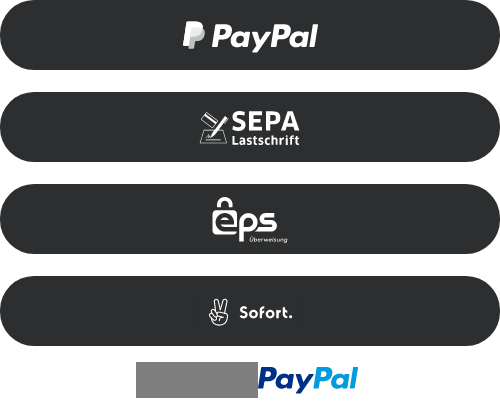 PayPal
SEPA
Lastschrift
eps
Überweisung
Sofort.
PayPal